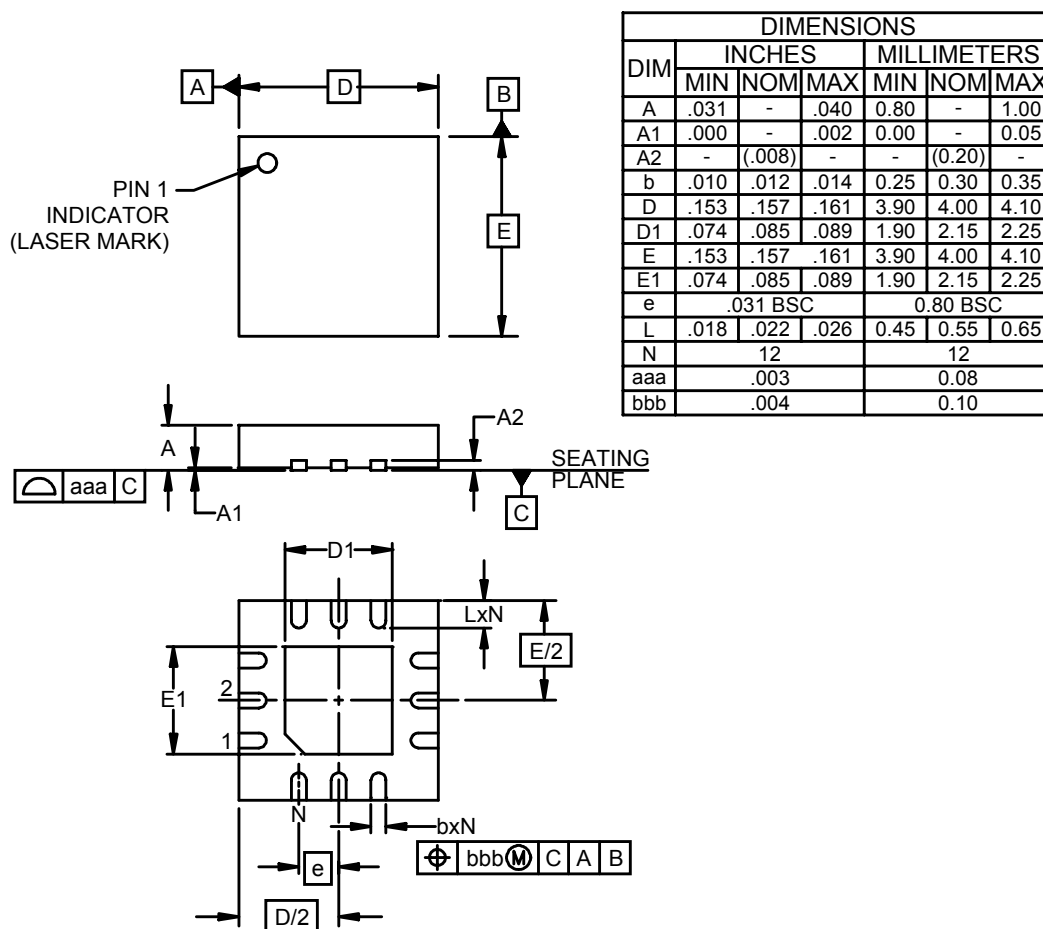 A
D
B
PIN 1
INDICATOR
(LASER MARK)
E
DIMENSIONS
DIM INCHES MILLIMETERS
MIN NOM MAX MIN NOM MAX
A .031 - .040 0.80 - 1.00
A1 .000 - .002 0.00 - 0.05
A2 - (.008) - - (0.20) -
b .010 .012 .014 0.25 0.30 0.35
D .153 .157 .161 3.90 4.00 4.10
D1 .074 .085 .089 1.90 2.15 2.25
E .153 .157 .161 3.90 4.00 4.10
E1 .074 .085 .089 1.90 2.15 2.25
e .031 BSC 0.80 BSC
L .018 .022 .026 0.45 0.55 0.65
N 12 12
aaa .003 0.08
bbb .004 0.10
A
A2
SEATING
PLANE
aaa C
A1
C
D1
LxN
E/2
E1
2
1
N
bxN
bbb Ⓜ C A B
e
D/2